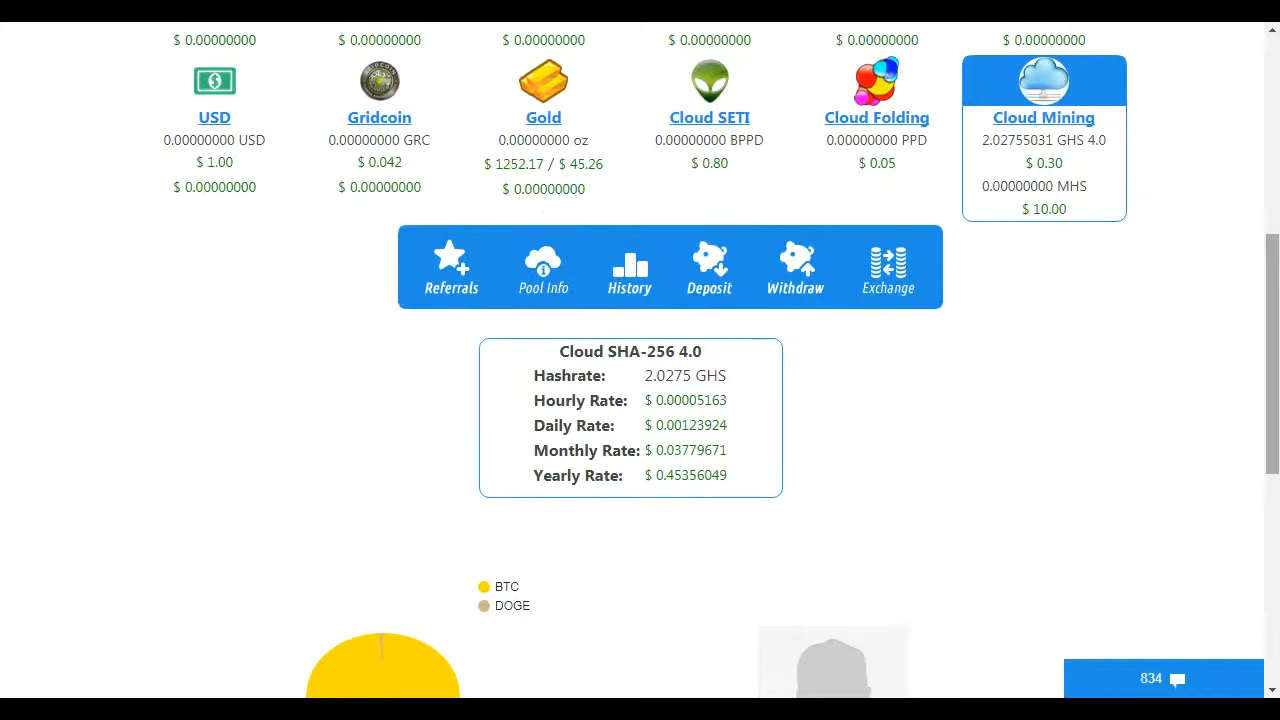 $ 0.00000000 $ 0.00000000 $ 0.00000000 $ 0.00000000 $ 0.00000000 $ 0.00000000
USD Gridcoin Gold Cloud SETI Cloud Folding Cloud Mining
0.00000000 USD 0.00000000 GRC 0.00000000 oz 0.00000000 BPPD 0.00000000 PPD 2.02755031 GHS 4.0
$ 1.00 $ 0.042 $ 1252.17 / $ 45.26 $ 0.80 $ 0.05 $ 0.30
$ 0.00000000 $ 0.00000000 $ 0.00000000 0.00000000 MHS
$ 10.00
Referrals Pool Info History Deposit Withdraw Exchange
Cloud SHA-256 4.0
Hashrate: 2.0275 GHS
Hourly Rate: $ 0.00005163
Daily Rate: $ 0.00123924
Monthly Rate: $ 0.03779671
Yearly Rate: $ 0.45356049
BTC
DOGE
834